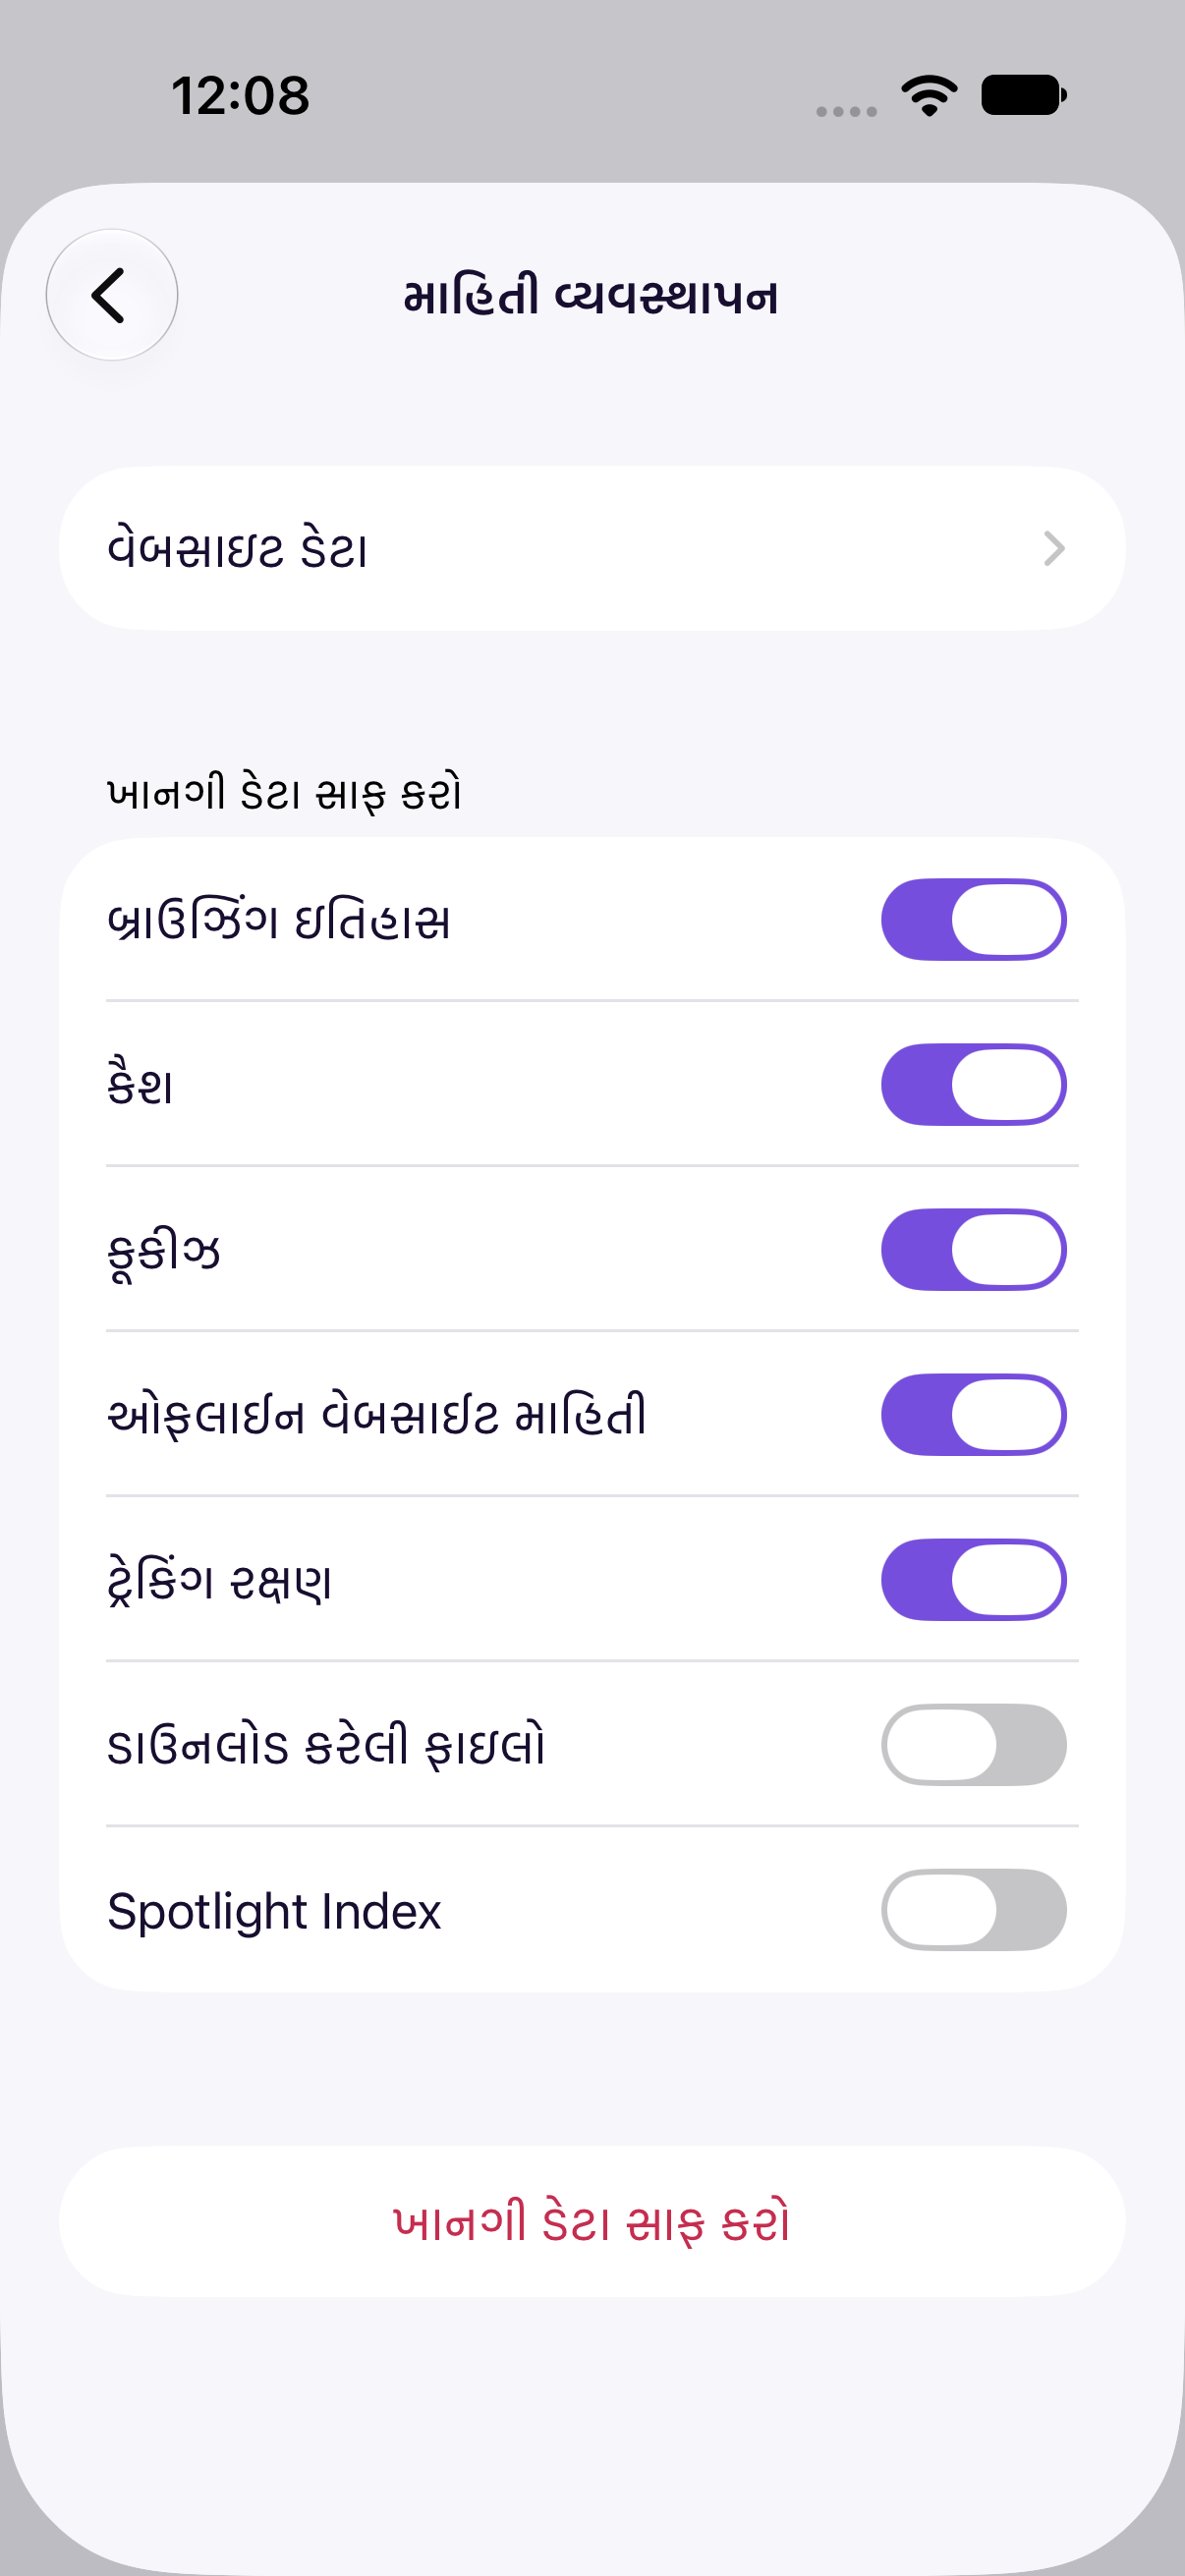 12:08
માહિતી વ્યવસ્થાપન
વેબસાઇટ ડેટા
ખાનગી ડેટા સાફ કરો
બ્રાઉઝિંગ ઇતિહાસ
કૈશ
કૂકીઝ
ઓફલાઈન વેબસાઈટ માહિતી
ટ્રેકિંગ રક્ષણ
ડાઉનલોડ કરેલી ફાઇલો
Spotlight Index
ખાનગી ડેટા સાફ કરો